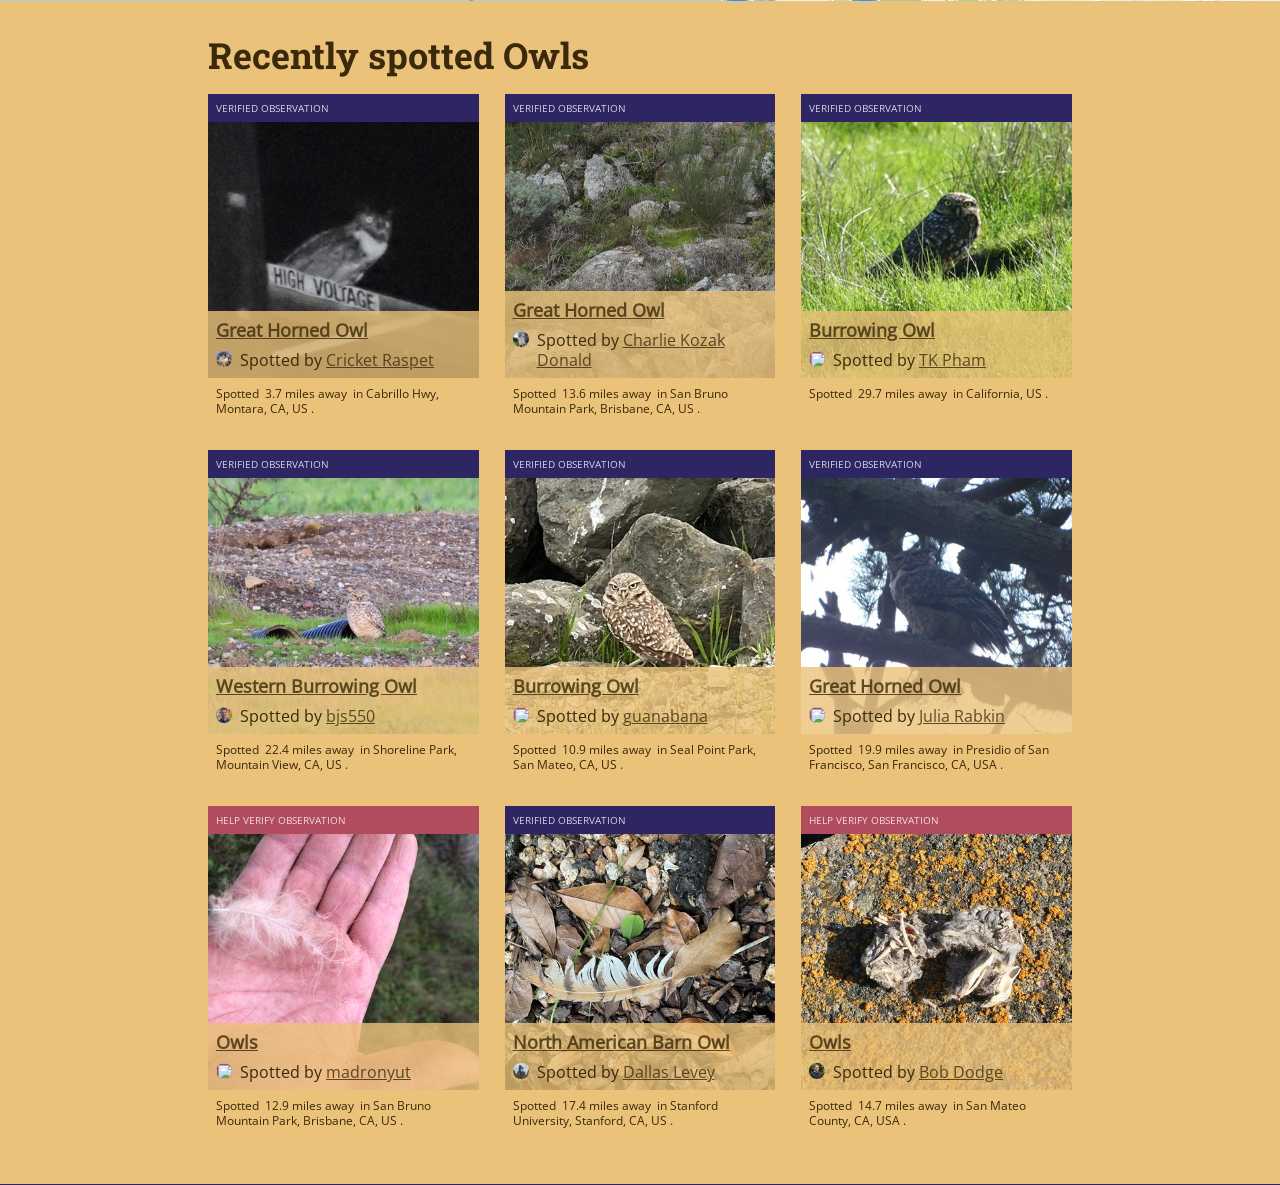 Recently spotted Owls
VERIFIED OBSERVATION
HIGH VOLTAGE
Great Horned Owl
Spotted by Cricket Raspet
Spotted 3.7 miles away in Cabrillo Hwy,
Montara, CA, US .
VERIFIED OBSERVATION
Great Horned Owl
Spotted by Charlie Kozak
Donald
Spotted 13.6 miles away in San Bruno
Mountain Park, Brisbane, CA, US .
VERIFIED OBSERVATION
Burrowing Owl
Spotted by TK Pham
Spotted 29.7 miles away in California, US .
VERIFIED OBSERVATION
Western Burrowing Owl
Spotted by bjs550
Spotted 22.4 miles away in Shoreline Park,
Mountain View, CA, US .
VERIFIED OBSERVATION
Burrowing Owl
Spotted by guanabana
Spotted 10.9 miles away in Seal Point Park,
San Mateo, CA, US .
VERIFIED OBSERVATION
Great Horned Owl
Spotted by Julia Rabkin
Spotted 19.9 miles away in Presidio of San
Francisco, San Francisco, CA, USA .
HELP VERIFY OBSERVATION
Owls
Spotted by madronyut
Spotted 12.9 miles away in San Bruno
Mountain Park, Brisbane, CA, US .
VERIFIED OBSERVATION
North American Barn Owl
Spotted by Dallas Levey
Spotted 17.4 miles away in Stanford
University, Stanford, CA, US .
HELP VERIFY OBSERVATION
Owls
Spotted by Bob Dodge
Spotted 14.7 miles away in San Mateo
County, CA, USA .